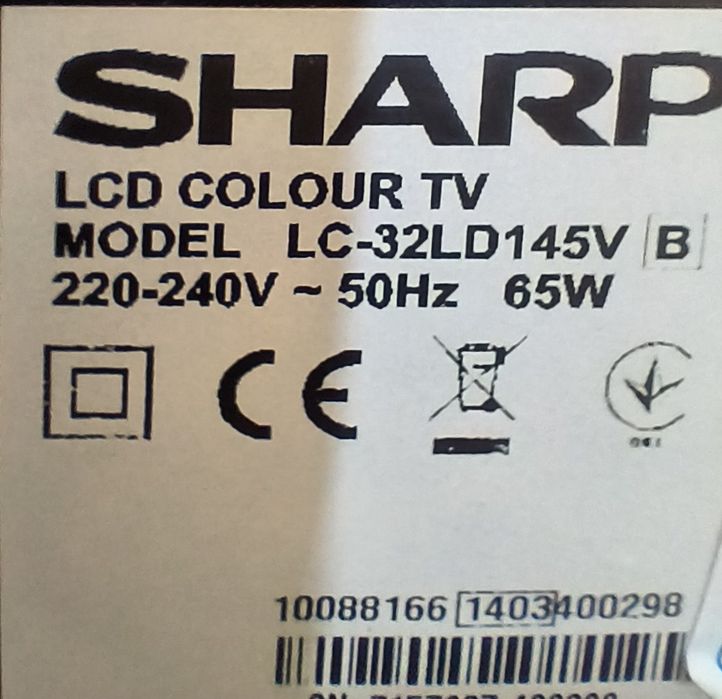 SHARP
LCD COLOUR TV
MODEL LC-32LD145V B
220-240V ~ 50Hz 65W
CE
10088166 1403400298